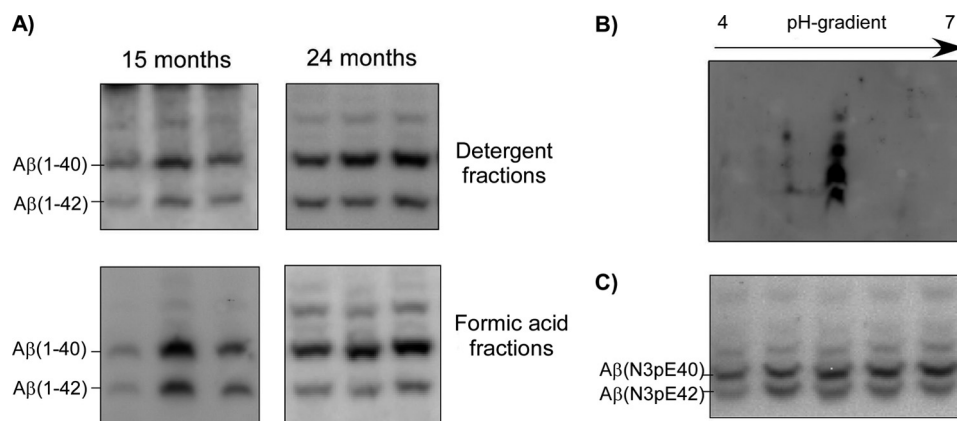 A)
15 months
24 months
Aβ(1-40)
Aβ(1-42)
Detergent
fractions
Aβ(1-40)
Aβ(1-42)
Formic acid
fractions
B)
4 pH-gradient 7
C)
Aβ(N3pE40)
Aβ(N3pE42)